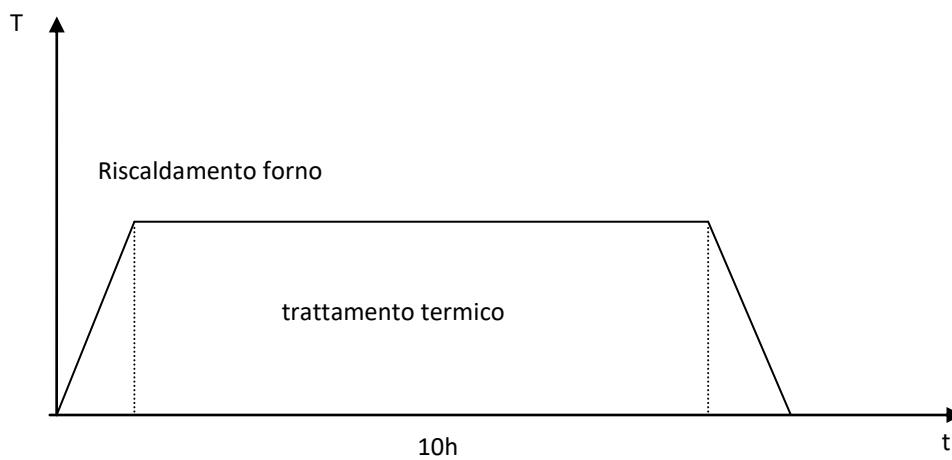 T
Riscaldamento forno
trattamento termico
10h
t